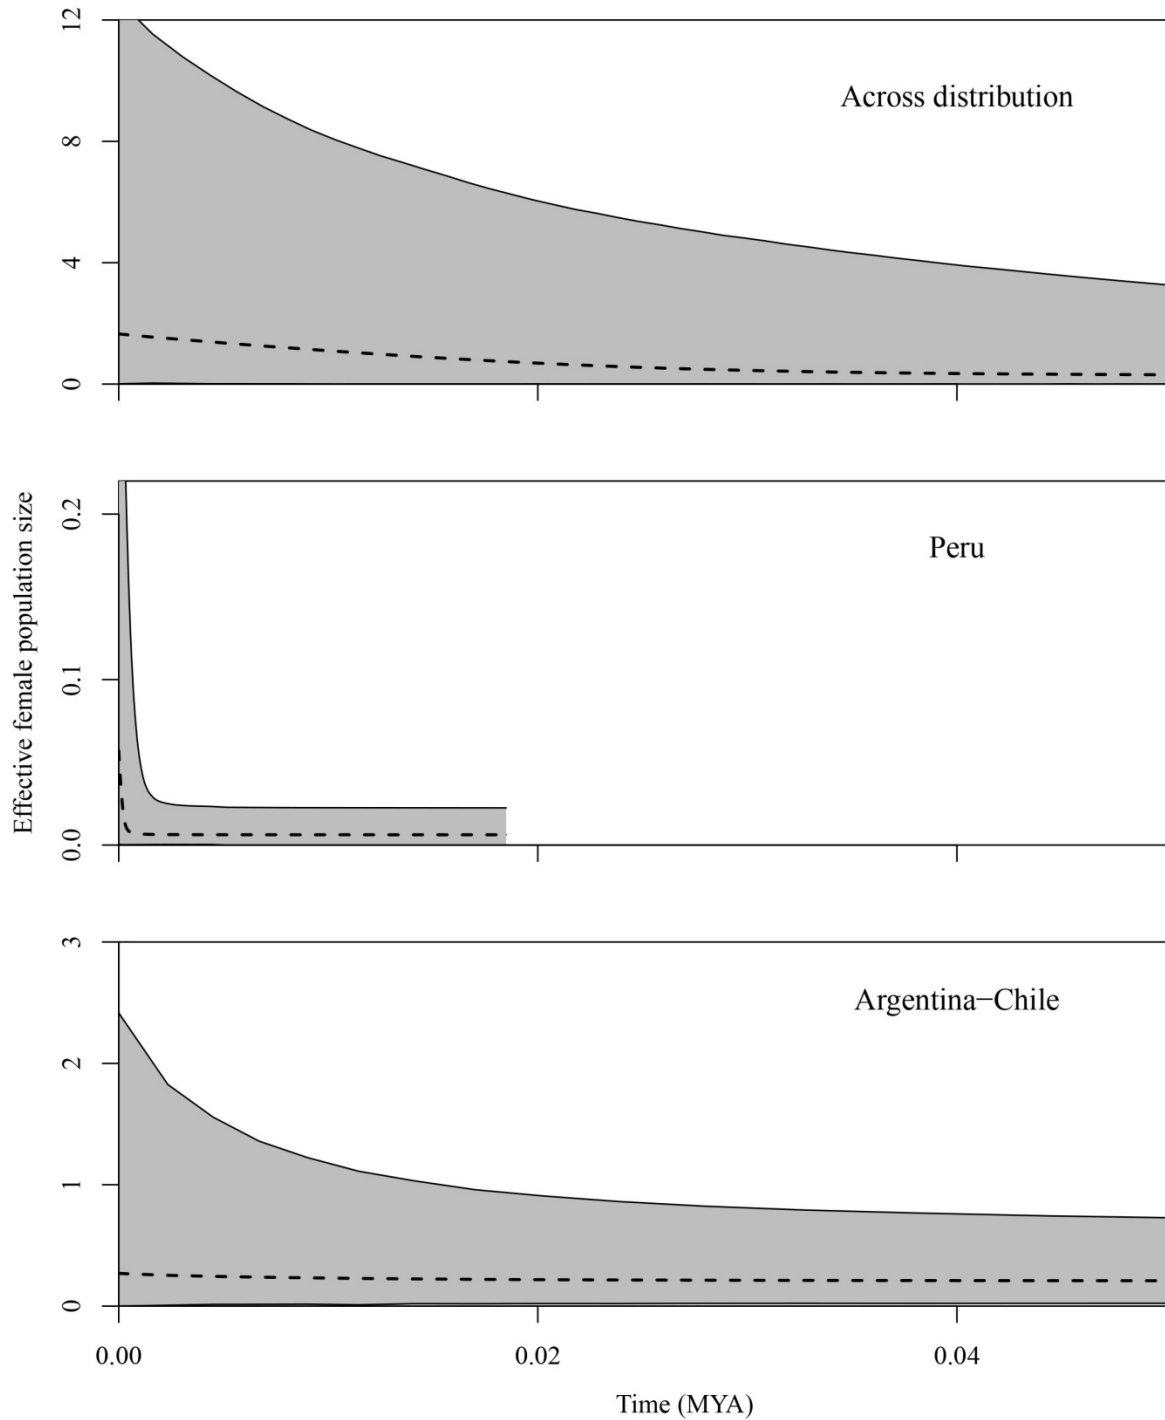 12
Across distribution
8
4
0
Effective female population size
0.2
Peru
0.1
0.0
3
Argentina−Chile
2
1
0
0.00 0.02 0.04
Time (MYA)